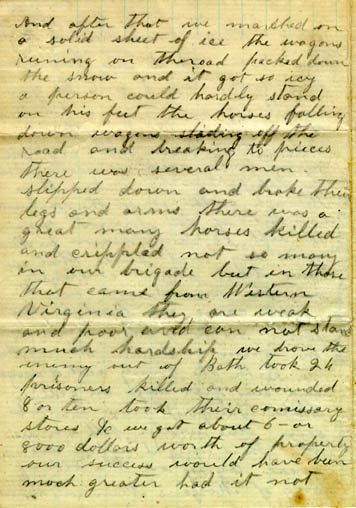 And after that we marched on
a solid sheet of ice the wagons
runing on the road packed down
the snow and it got so icy
a person could hardly stand
on his feet the horses falling
down wagons sliding off the
road and breaking to pieces
there was several men
slipped down and broke their
legs and arms there was a
great many horses killed
and crippled not so many
in our brigade but in those
that came from Western
Virginia they are weak
and poor and can not stand
much hardship we drove the
enemy out of Bath took 24
prisoners killed and wounded
8 or ten took their comissary
stores &c we got about 6 or
8000 dollars worth of property
our success would have been
much greater had it not